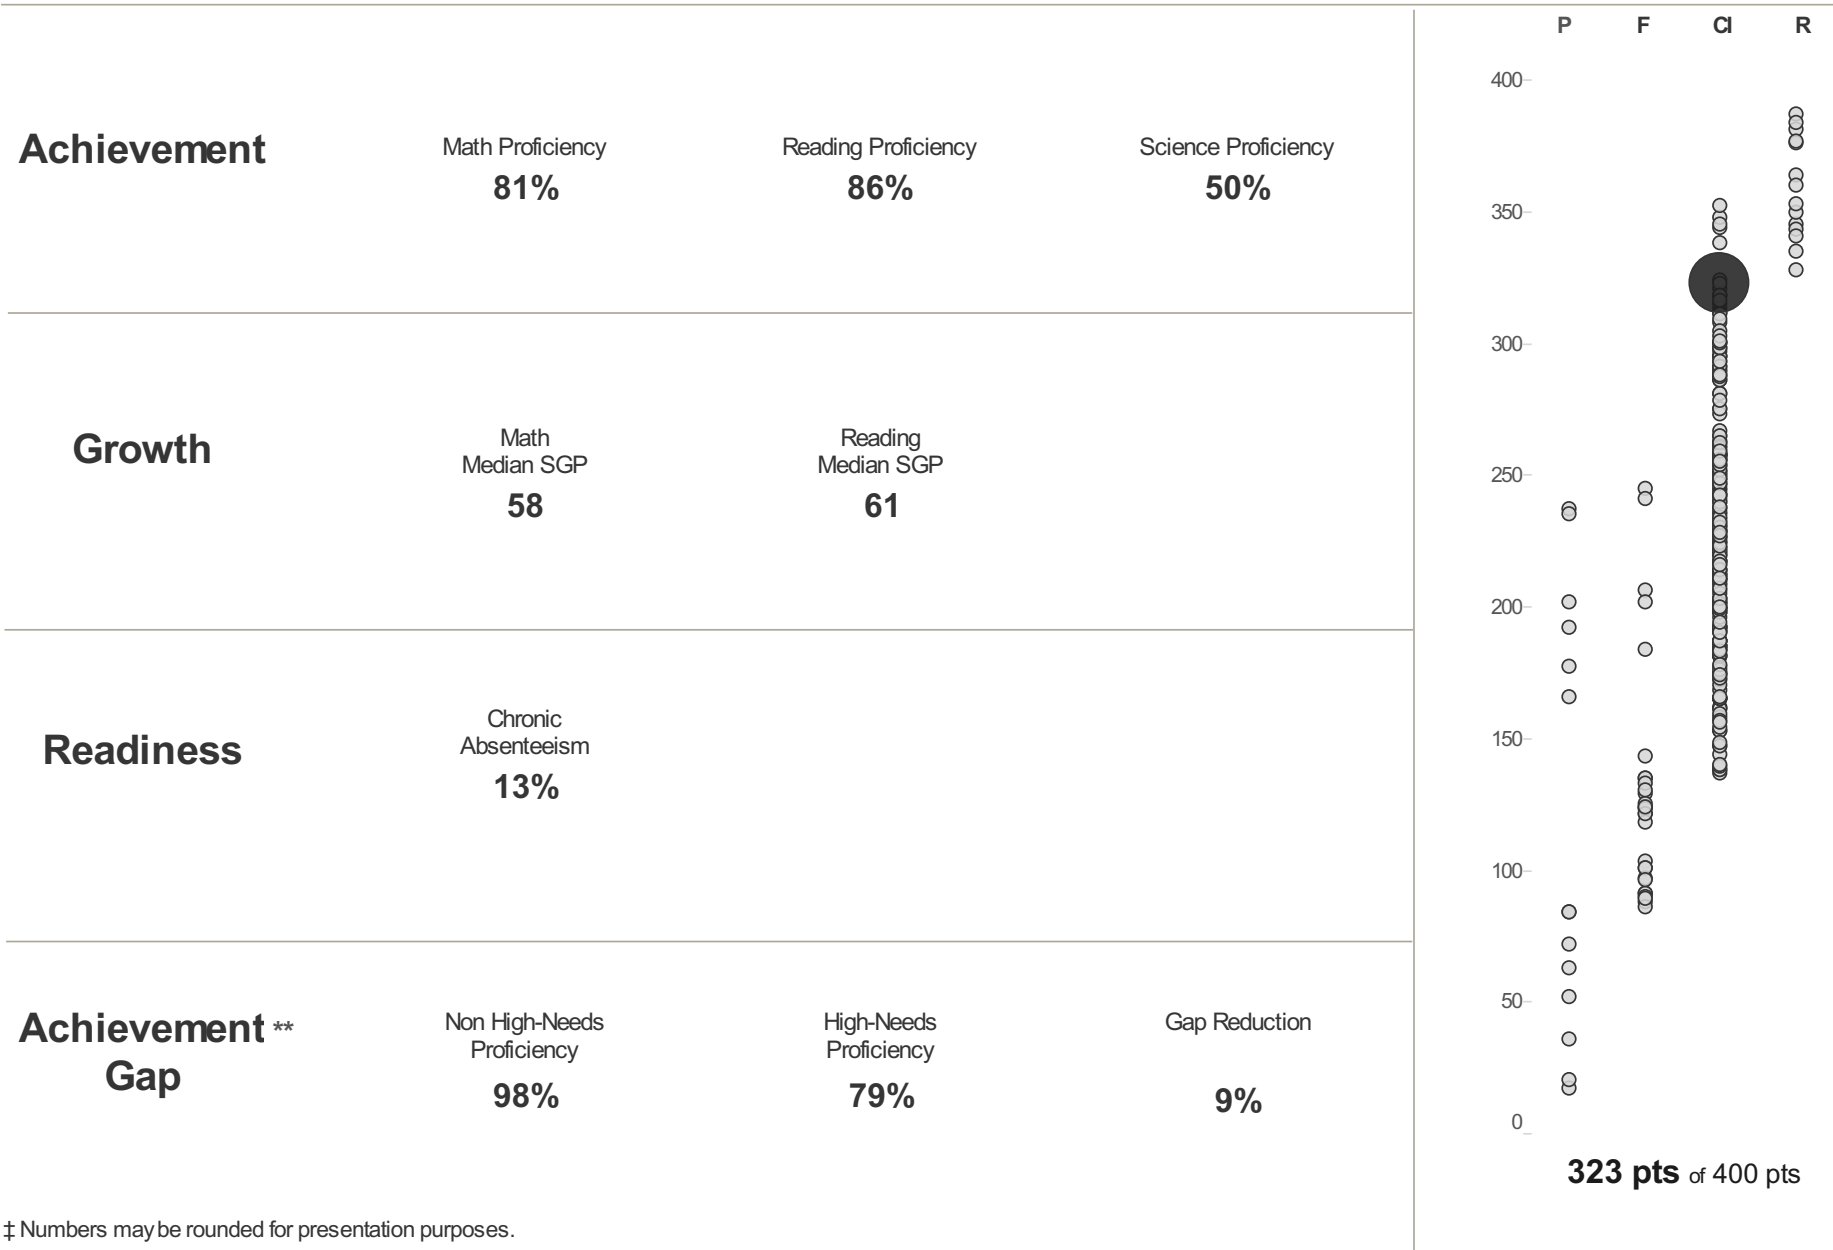 Achievement
Math Proficiency
81%
Reading Proficiency
86%
Science Proficiency
50%
Growth
Math
Median SGP
58
Reading
Median SGP
61
Readiness
Chronic
Absenteeism
13%
Achievement **
Gap
Non High-Needs
Proficiency
98%
High-Needs
Proficiency
79%
Gap Reduction
9%
‡ Numbers may be rounded for presentation purposes.
P F CI R
400
350
300
250
200
150
100
50
0
323 pts of 400 pts